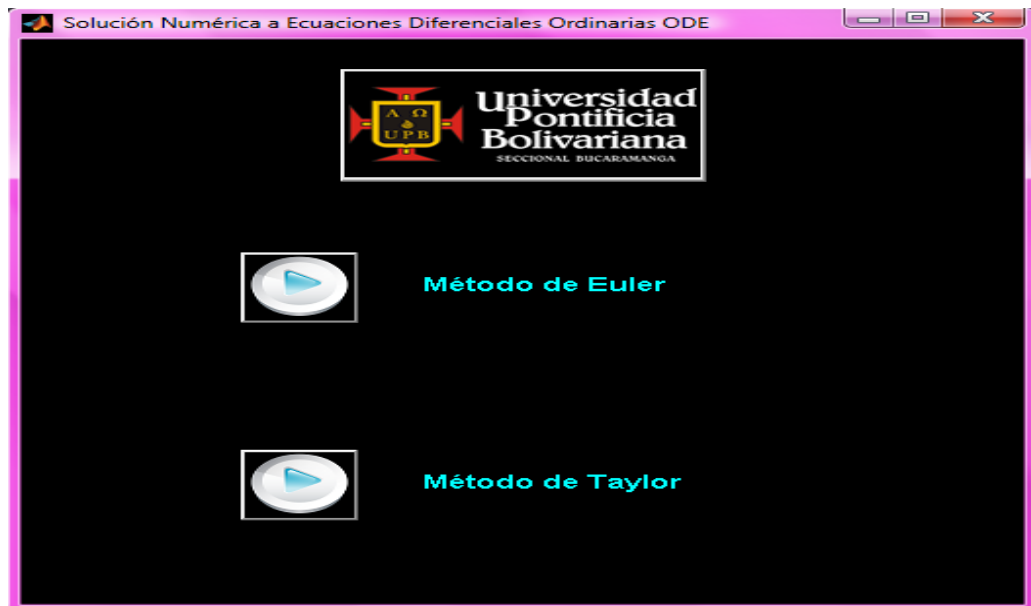 Solución Numérica a Ecuaciones Diferenciales Ordinarias ODE
Α Ω
UPB
Universidad
Pontificia
Bolivariana
SECCIONAL BUCARAMANGA
Método de Euler
Método de Taylor